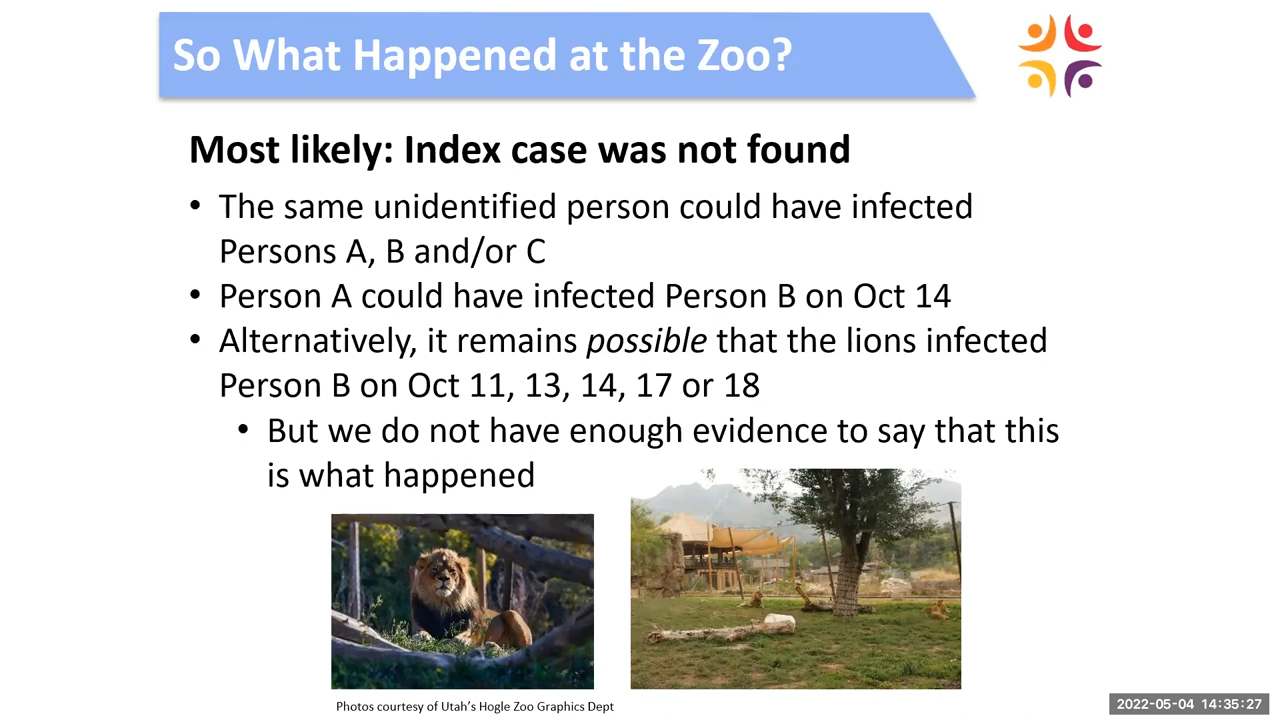 So What Happened at the Zoo?
Most likely: Index case was not found
• The same unidentified person could have infected
Persons A, B and/or C
• Person A could have infected Person B on Oct 14
• Alternatively, it remains possible that the lions infected
Person B on Oct 11, 13, 14, 17 or 18
• But we do not have enough evidence to say that this
is what happened
Photos courtesy of Utah's Hogle Zoo Graphics Dept
2022-05-04 14:35:27